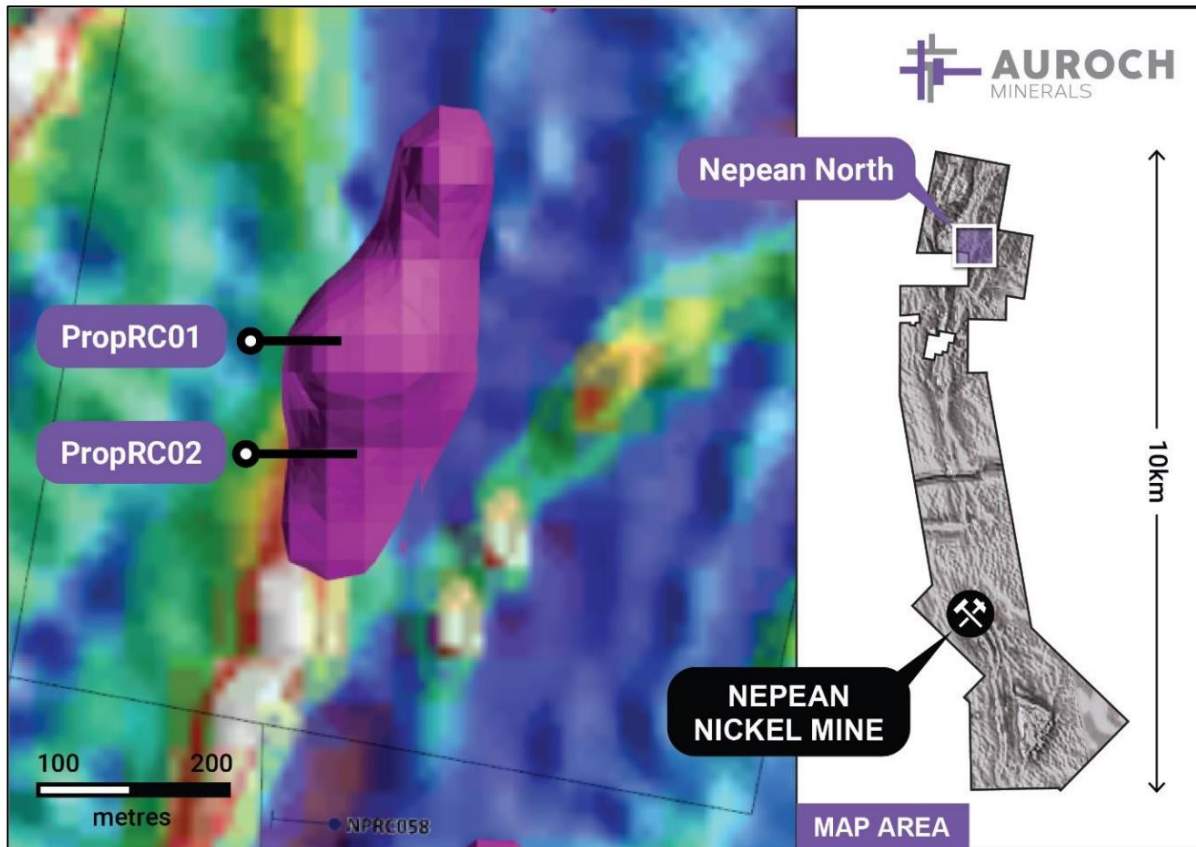 AUROCH
MINERALS
Nepean North
PropRC01
PropRC02
10km
NEPEAN
NICKEL MINE
100 200
metres
NPRC058
MAP AREA